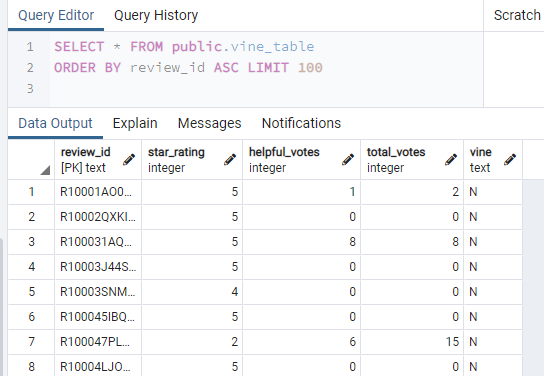 Query Editor Query History Scratch
1 SELECT * FROM public.vine_table
2 ORDER BY review_id ASC LIMIT 100
3
Data Output Explain Messages Notifications
review_id star_rating helpful_votes total_votes vine
[PK] text integer integer integer text
1 R10001AO0... 5 1 2 N
2 R10002QXKI... 5 0 0 N
3 R100031AQ... 5 8 8 N
4 R10003J44S... 5 0 0 N
5 R10003SNM... 4 0 0 N
6 R100045IBQ... 5 0 0 N
7 R100047PL... 2 6 15 N
8 R10004LJO... 5 0 0 N